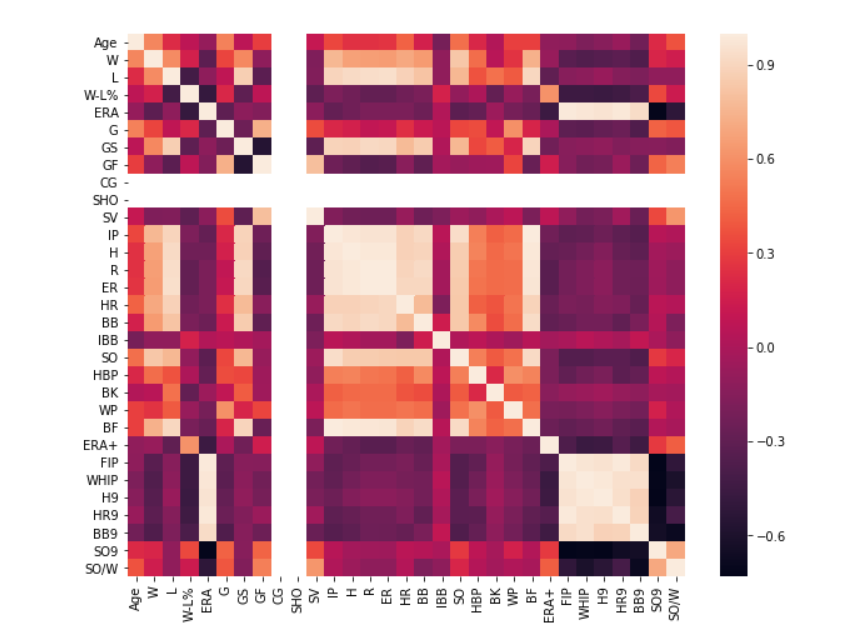 Age
W
L
W-L%
ERA
G
GS
GF
CG
SHO
SV
IP
H
R
ER
HR
BB
IBB
SO
HBP
BK
WP
BF
ERA+
FIP
WHIP
H9
HR9
BB9
SO9
SO/W
Age W L W-L% ERA G GS GF CG SHO SV IP H R ER HR BB IBB SO HBP BK WP BF ERA+ FIP WHIP H9 HR9 BB9 SO9 SO/W
0.9
0.6
0.3
0.0
−0.3
−0.6